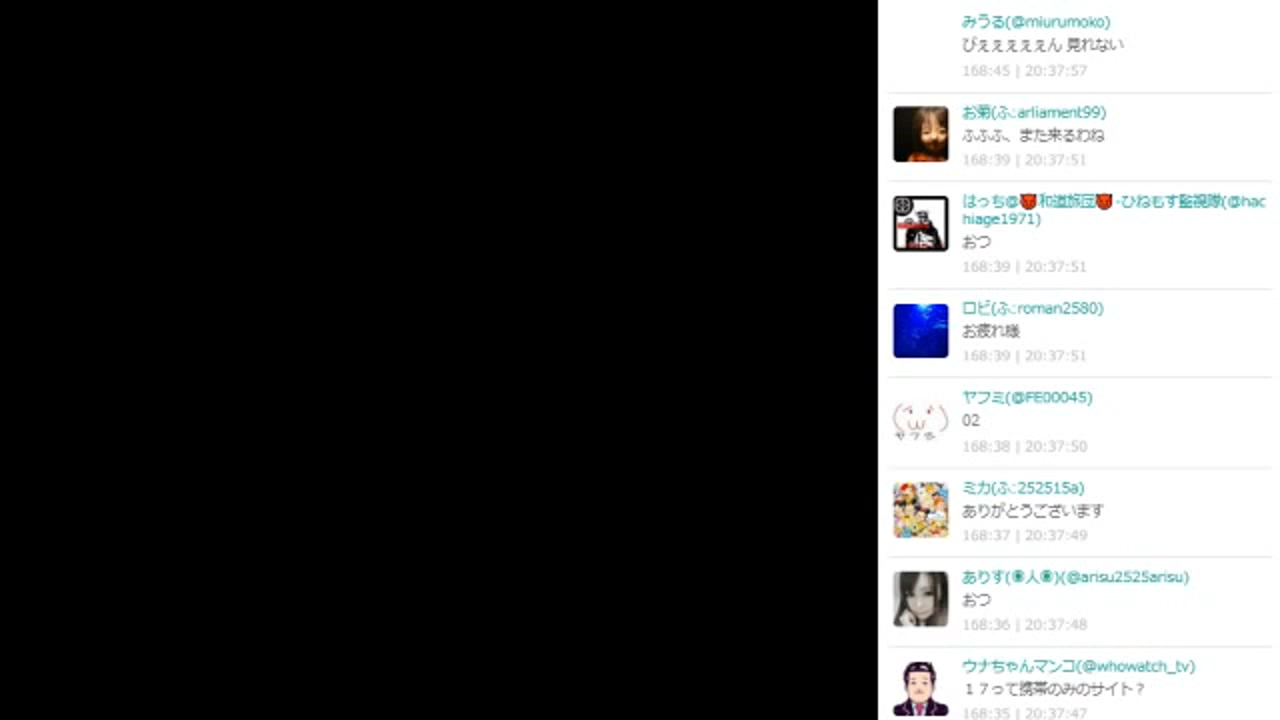 みうる(@miurumoko)
びぇぇぇぇぇん 見れない
168:45 | 20:37:57
お菊(ふ:arliament99)
ふふふ、また来るわね
168:39 | 20:37:51
はっち@👹和道旅団👹-ひねもす監視隊(@hac
hiage1971)
おつ
168:39 | 20:37:51
ロビ(ふ:roman2580)
お疲れ様
168:39 | 20:37:51
ヤフミ(@FE00045)
02
168:38 | 20:37:50
ミカ(ふ:252515a)
ありがとうございます
168:37 | 20:37:49
ありす(◉人◉)(@arisu2525arisu)
おつ
168:36 | 20:37:48
ウナちゃんマンコ(@whowatch_tv)
１７って携帯のみのサイト？
168:35 | 20:37:47